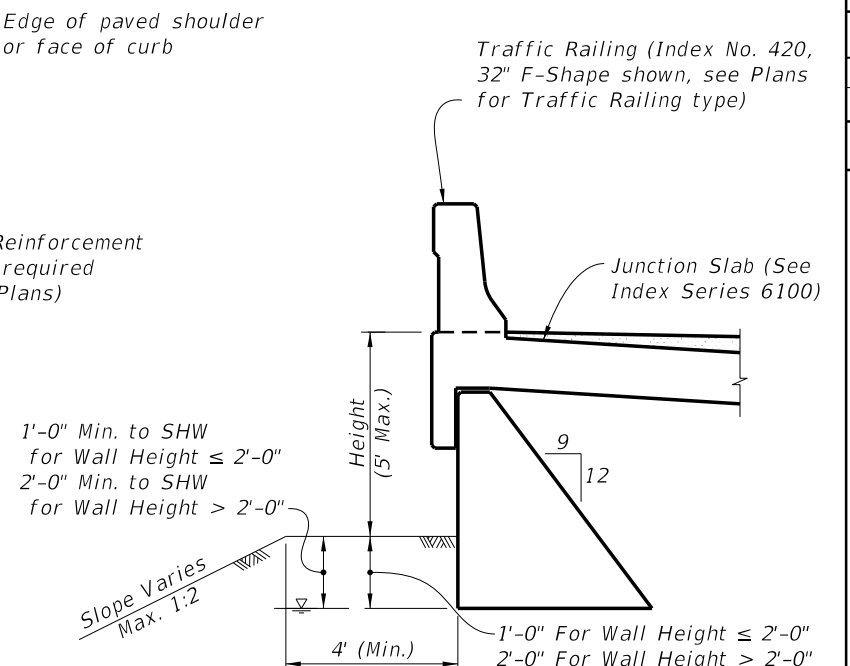 Edge of paved shoulder
or face of curb
Traffic Railing (Index No. 420,
32" F-Shape shown, see Plans
for Traffic Railing type)
Reinforcement
required
Plans)
Junction Slab (See
Index Series 6100)
Height
(5' Max.)
9
12
1'-0" Min. to SHW
for Wall Height ≤ 2'-0"
2'-0" Min. to SHW
for Wall Height > 2'-0"
Slope Varies
Max. 1:2
4' (Min.)
1'-0" For Wall Height ≤ 2'-0"
2'-0" For Wall Height > 2'-0"